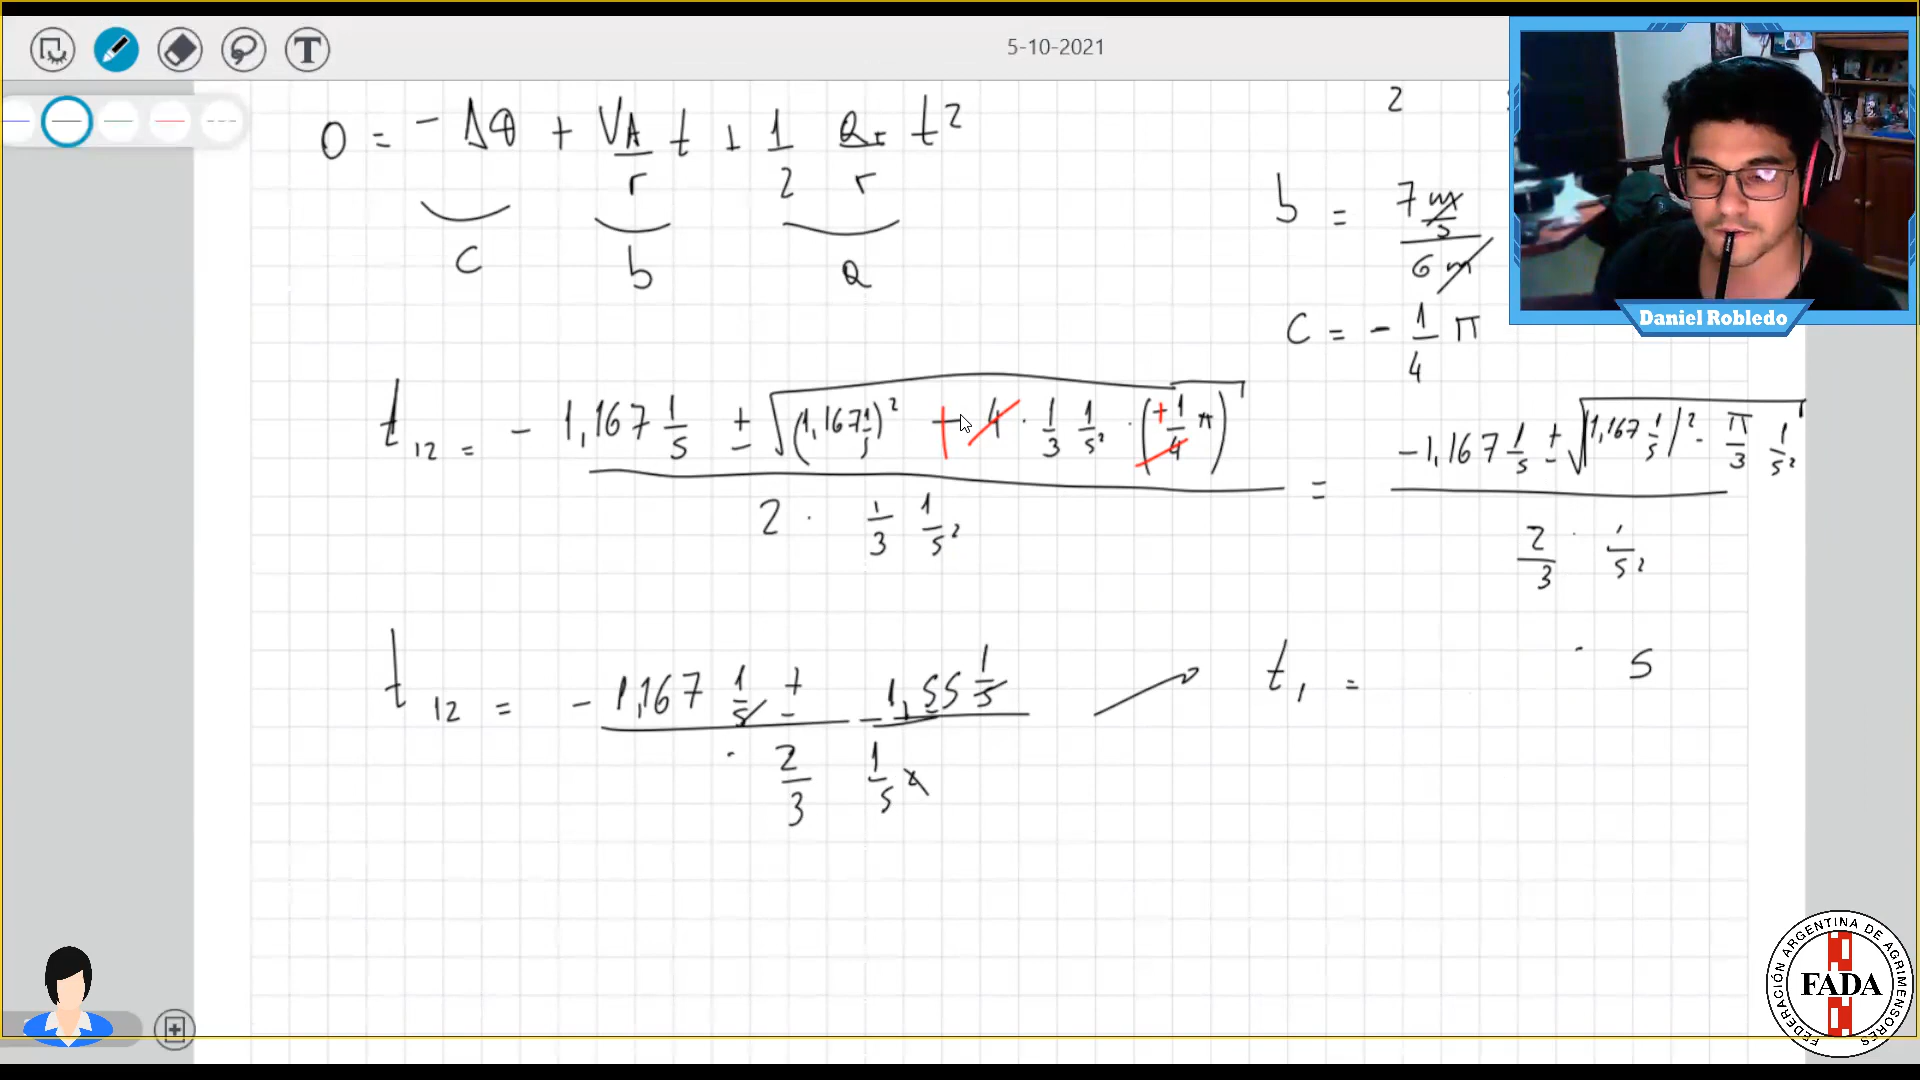 5-10-2021
T
2
0 = - Δθ + VA/r t + 1/2 ar/r t²
c b a
b = 7 m/s / 6 m
c = - 1/4 π
Daniel Robledo
t12 = - 1,167 1/s ± √((1,167 1/s)² + 4 · 1/3 1/s² · (+ 1/4 π)) / 2 · 1/3 1/s² = -1,167 1/s ± √(1,167 1/s)² - π/3 1/s² / 2/3 · 1/s²
t12 = - 1,167 1/s ± 1,55 1/s / 2/3 1/s² t1 = s
FEDERACIÓN ARGENTINA DE AGRIMENSORES
FADA